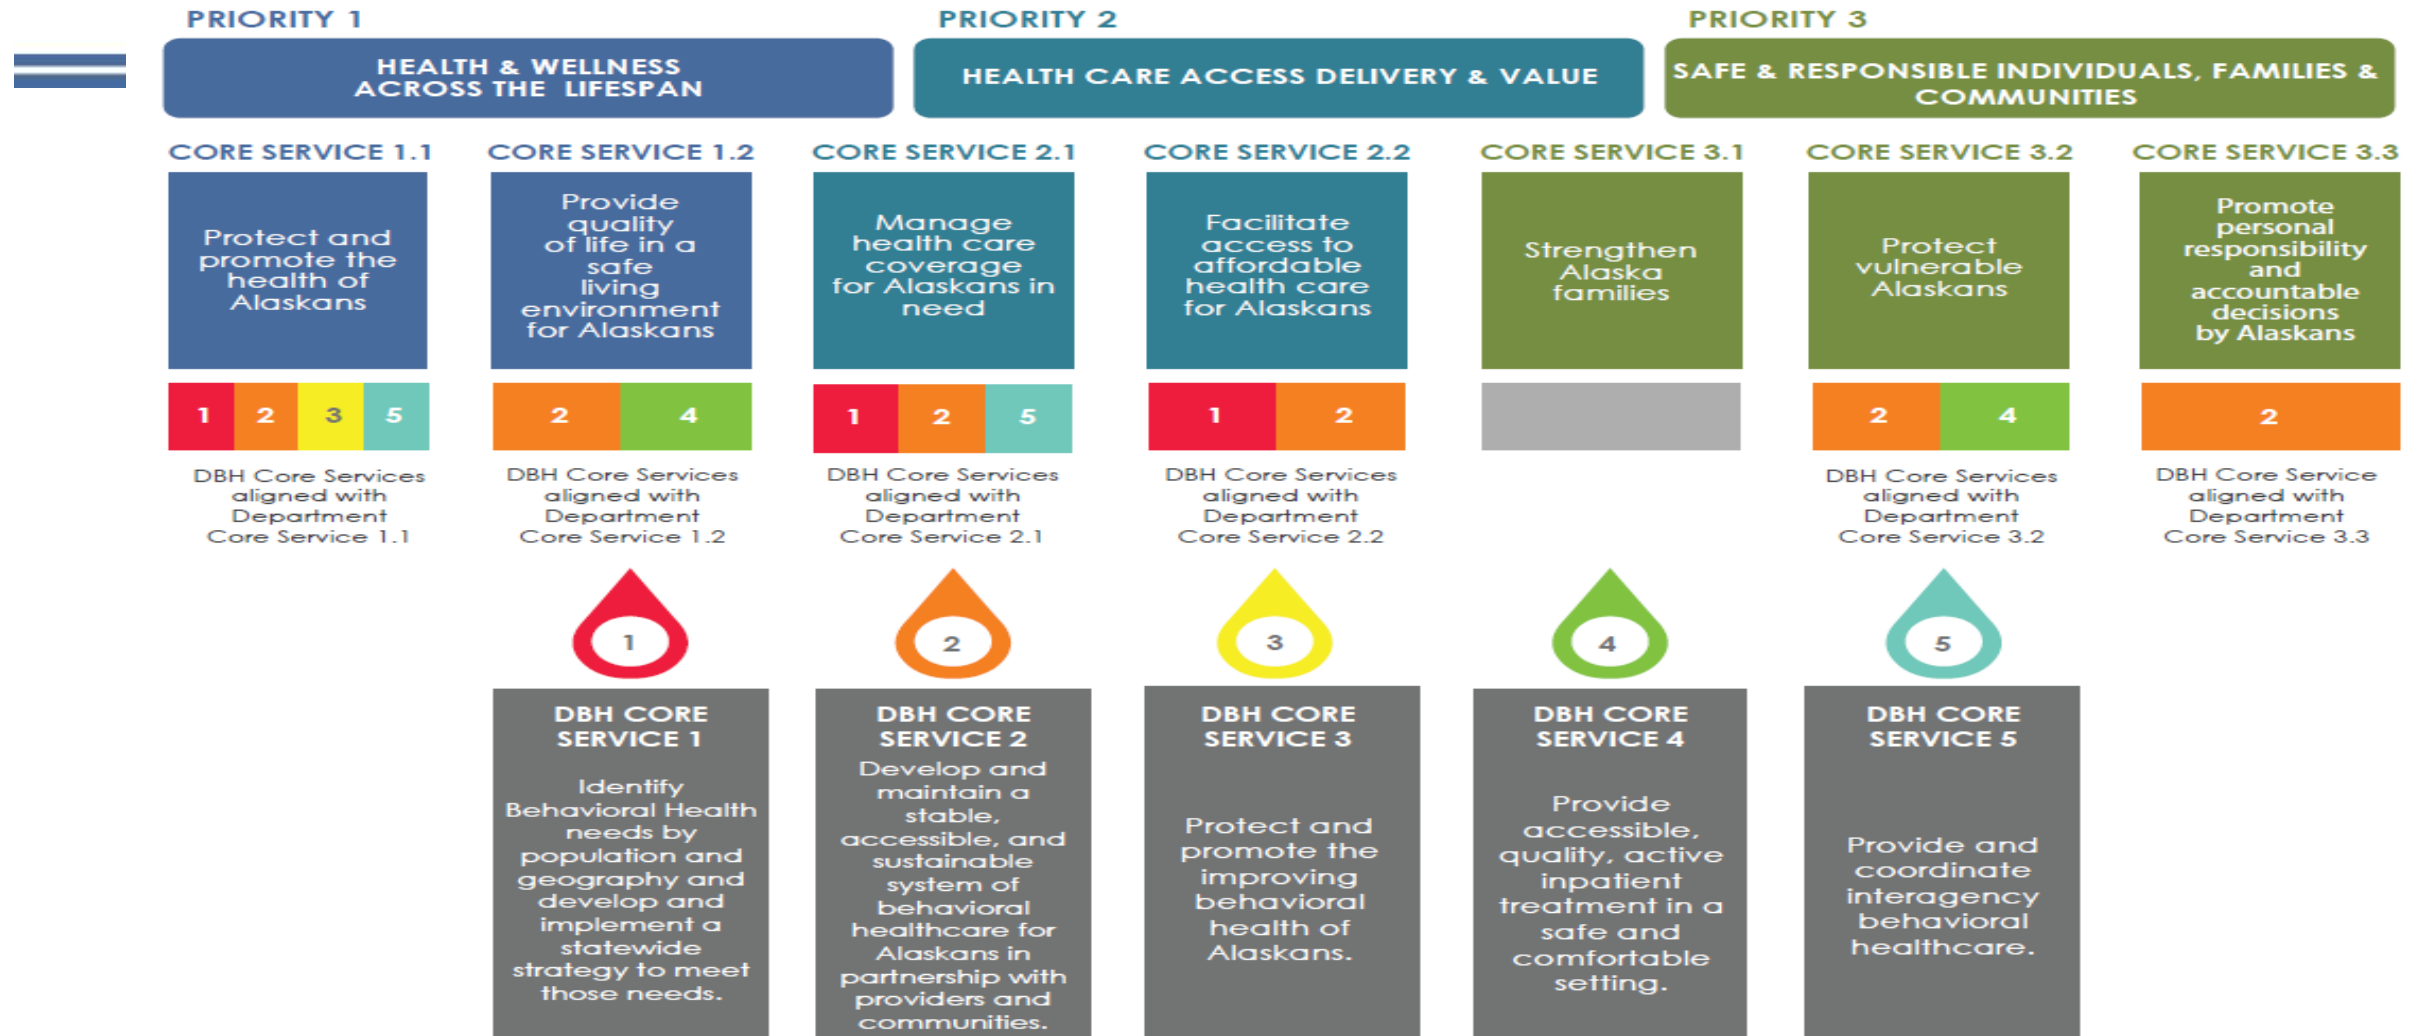 PRIORITY 1
HEALTH & WELLNESS
ACROSS THE LIFESPAN
PRIORITY 2
HEALTH CARE ACCESS DELIVERY & VALUE
PRIORITY 3
SAFE & RESPONSIBLE INDIVIDUALS, FAMILIES &
COMMUNITIES
CORE SERVICE 1.1
Protect and
promote the
health of
Alaskans
1 2 3 5
DBH Core Services
aligned with
Department
Core Service 1.1
CORE SERVICE 1.2
Provide
quality
of life in a
safe
living
environment
for Alaskans
2 4
DBH Core Services
aligned with
Department
Core Service 1.2
CORE SERVICE 2.1
Manage
health care
coverage
for Alaskans in
need
1 2 5
DBH Core Services
aligned with
Department
Core Service 2.1
CORE SERVICE 2.2
Facilitate
access to
affordable
health care
for Alaskans
1 2
DBH Core Services
aligned with
Department
Core Service 2.2
CORE SERVICE 3.1
Strengthen
Alaska
families
CORE SERVICE 3.2
Protect
vulnerable
Alaskans
2 4
DBH Core Services
aligned with
Department
Core Service 3.2
CORE SERVICE 3.3
Promote
personal
responsibility
and
accountable
decisions
by Alaskans
2
DBH Core Service
aligned with
Department
Core Service 3.3
1
DBH CORE
SERVICE 1
Identify
Behavioral Health
needs by
population and
geography and
develop and
implement a
statewide
strategy to meet
those needs.
2
DBH CORE
SERVICE 2
Develop and
maintain a
stable,
accessible, and
sustainable
system of
behavioral
healthcare for
Alaskans in
partnership with
providers and
communities.
3
DBH CORE
SERVICE 3
Protect and
promote the
improving
behavioral
health of
Alaskans.
4
DBH CORE
SERVICE 4
Provide
accessible,
quality, active
inpatient
treatment in a
safe and
comfortable
setting.
5
DBH CORE
SERVICE 5
Provide and
coordinate
interagency
behavioral
healthcare.